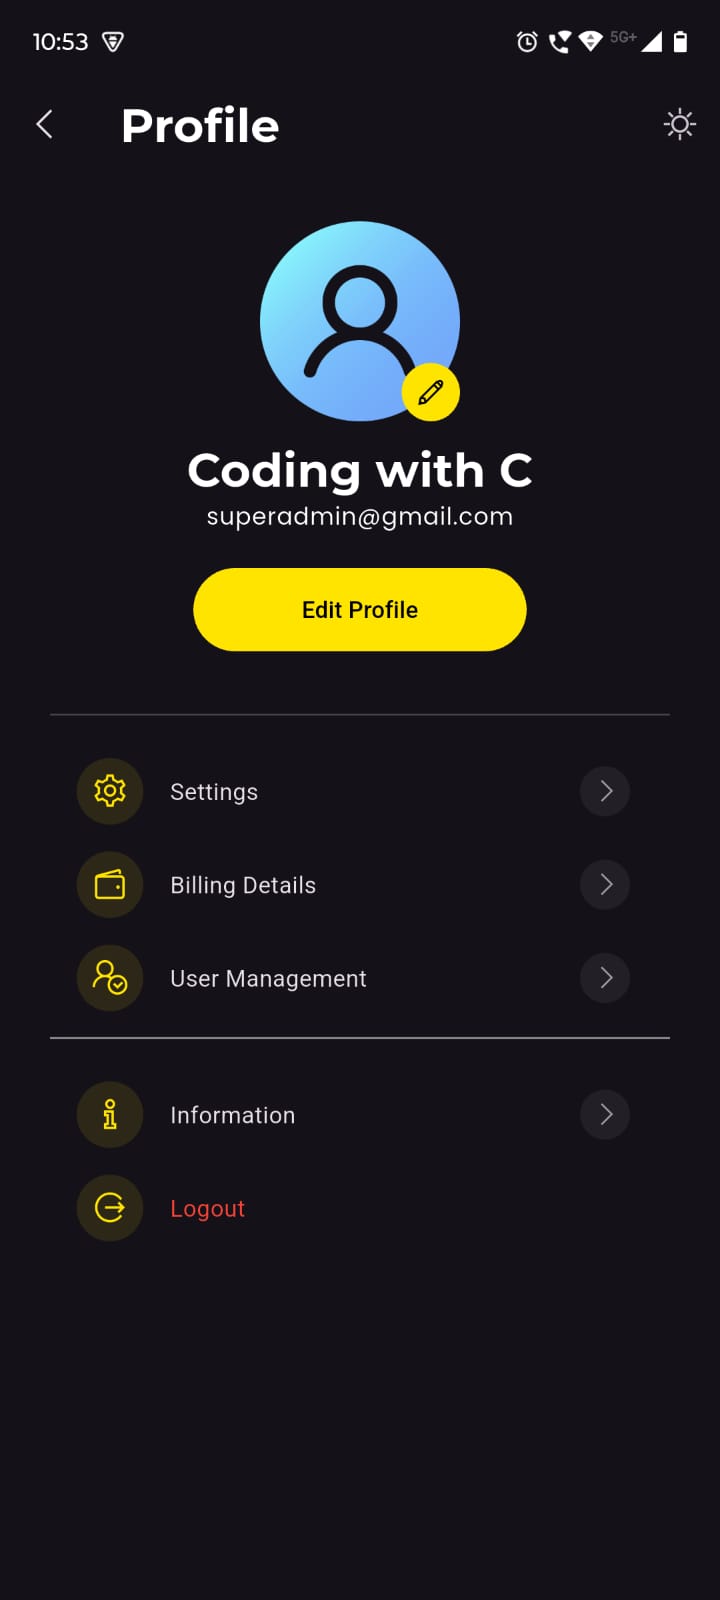 10:53
5G+
Profile
Coding with C
superadmin@gmail.com
Edit Profile
Settings
Billing Details
User Management
Information
Logout